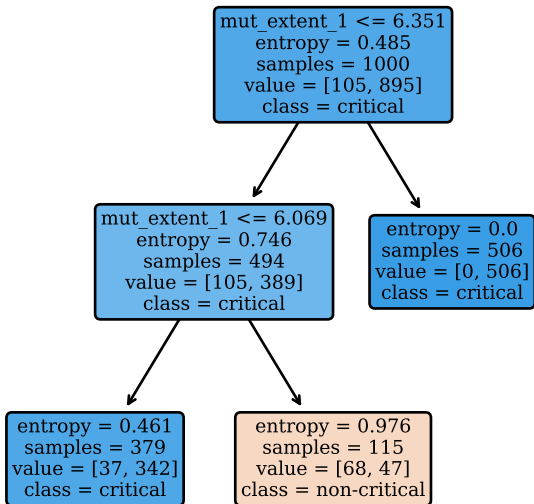 mut_extent_1 <= 6.351
entropy = 0.485
samples = 1000
value = [105, 895]
class = critical
mut_extent_1 <= 6.069
entropy = 0.746
samples = 494
value = [105, 389]
class = critical
entropy = 0.0
samples = 506
value = [0, 506]
class = critical
entropy = 0.461
samples = 379
value = [37, 342]
class = critical
entropy = 0.976
samples = 115
value = [68, 47]
class = non-critical